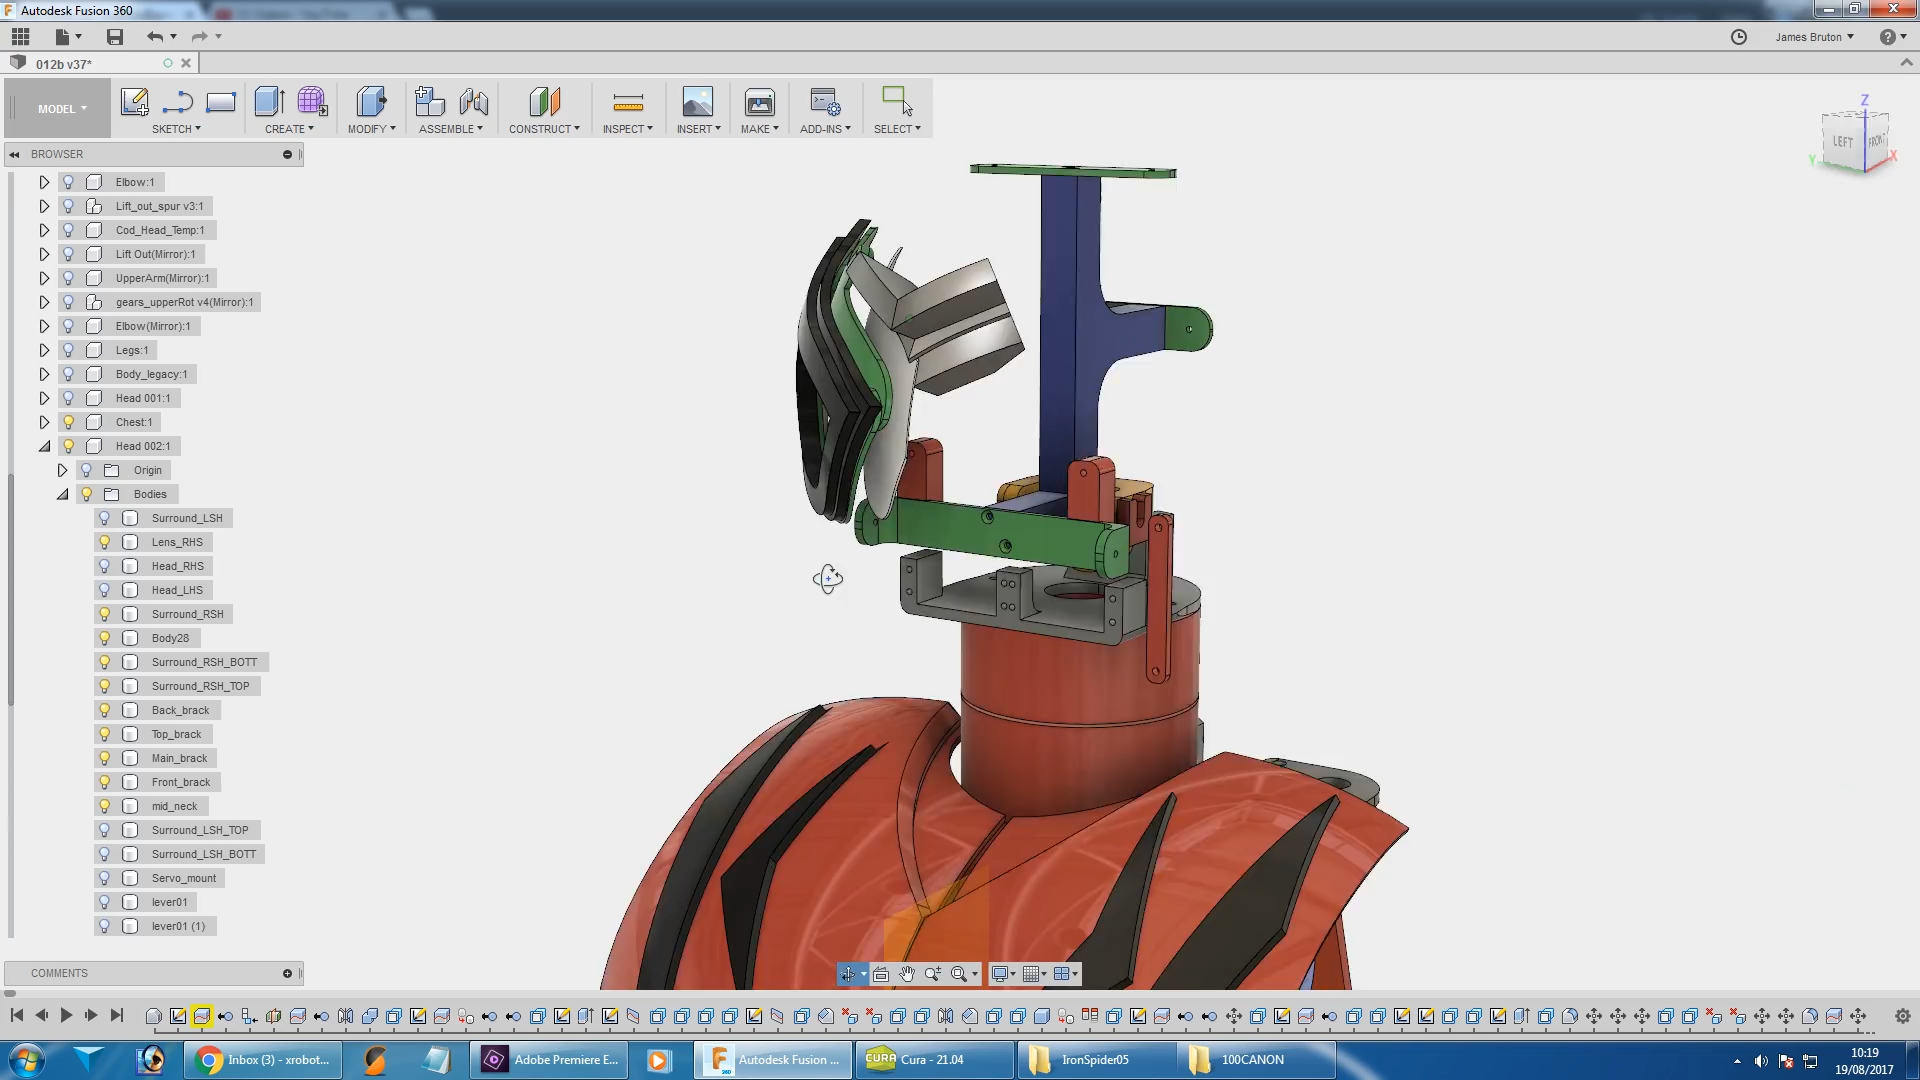 Autodesk Fusion 360
James Bruton
012b v37*
MODEL
SKETCH
CREATE
MODIFY
ASSEMBLE
CONSTRUCT
INSPECT
INSERT
MAKE
ADD-INS
SELECT
Z
LEFT
FRONT
Y
X
BROWSER
Elbow:1
Lift_out_spur v3:1
Cod_Head_Temp:1
Lift Out(Mirror):1
UpperArm(Mirror):1
gears_upperRot v4(Mirror):1
Elbow(Mirror):1
Legs:1
Body_legacy:1
Head 001:1
Chest:1
Head 002:1
Origin
Bodies
Surround_LSH
Lens_RHS
Head_RHS
Head_LHS
Surround_RSH
Body28
Surround_RSH_BOTT
Surround_RSH_TOP
Back_brack
Top_brack
Main_brack
Front_brack
mid_neck
Surround_LSH_TOP
Surround_LSH_BOTT
Servo_mount
lever01
lever01 (1)
COMMENTS
Inbox (3) - xrobot...
Adobe Premiere E...
Autodesk Fusion ...
CURA Cura - 21.04
IronSpider05
100CANON
10:19
19/08/2017